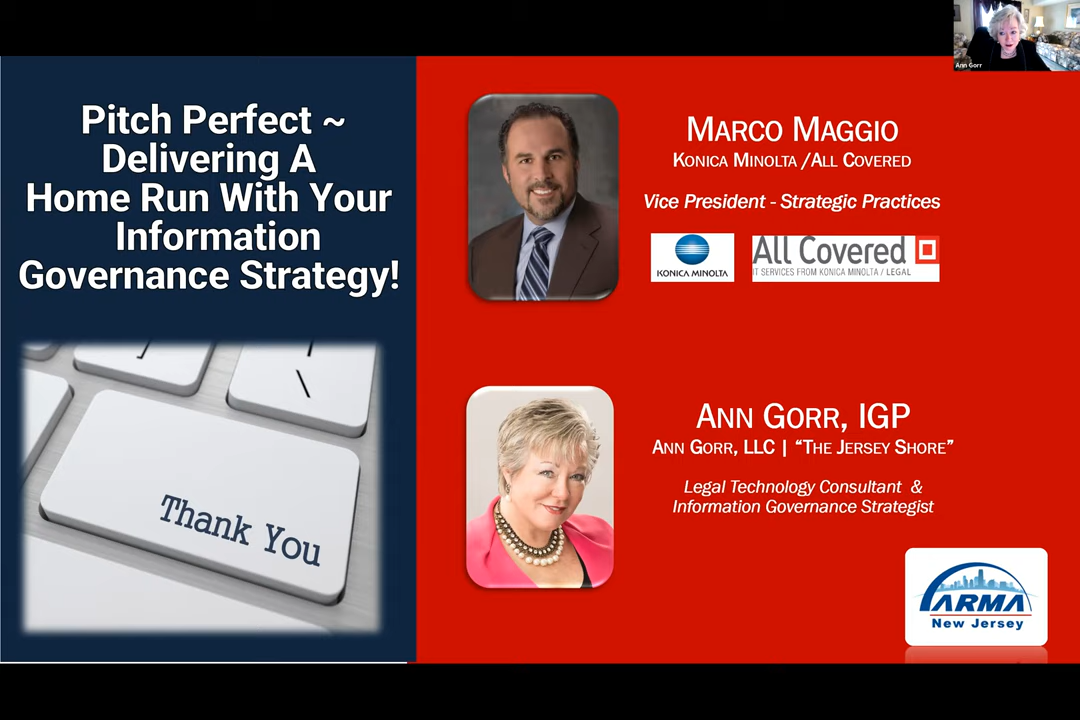 Ann Gorr
Pitch Perfect ~
Delivering A
Home Run With Your
Information
Governance Strategy!
Thank You
]
\
MARCO MAGGIO
KONICA MINOLTA /ALL COVERED
Vice President - Strategic Practices
KONICA MINOLTA
All Covered
IT SERVICES FROM KONICA MINOLTA / LEGAL
ANN GORR, IGP
ANN GORR, LLC | “THE JERSEY SHORE”
Legal Technology Consultant &
Information Governance Strategist
ARMA
New Jersey